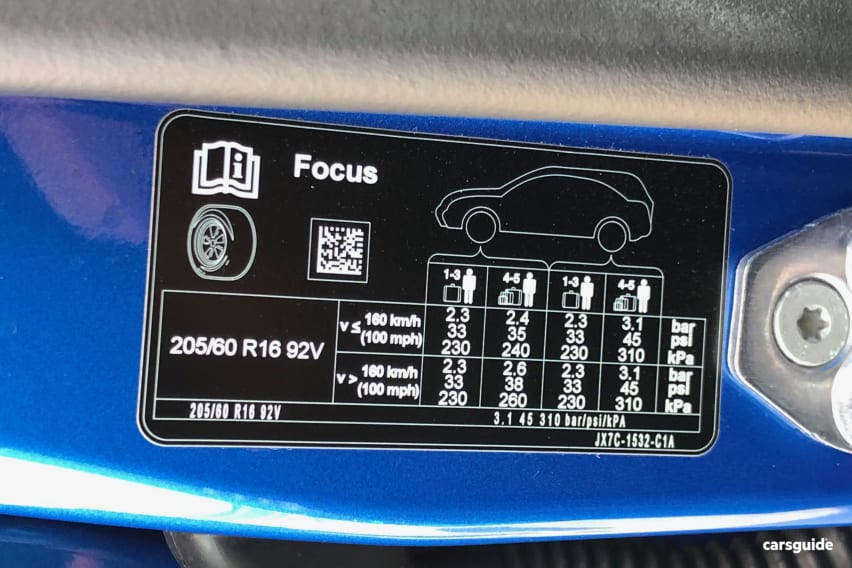 Focus
1-3 4-5 1-3 4-5
205/60 R16 92V
v ≤ 160 km/h
(100 mph)
2.3 2.4 2.3 3.1 bar
33 35 33 45 psi
230 240 230 310 kPa
v > 160 km/h
(100 mph)
2.3 2.6 2.3 3.1 bar
33 38 33 45 psi
230 260 230 310 kPa
205/60 R16 92V 3.1 45 310 bar/psi/kPA
JX7C-1532-C1A
carsguide